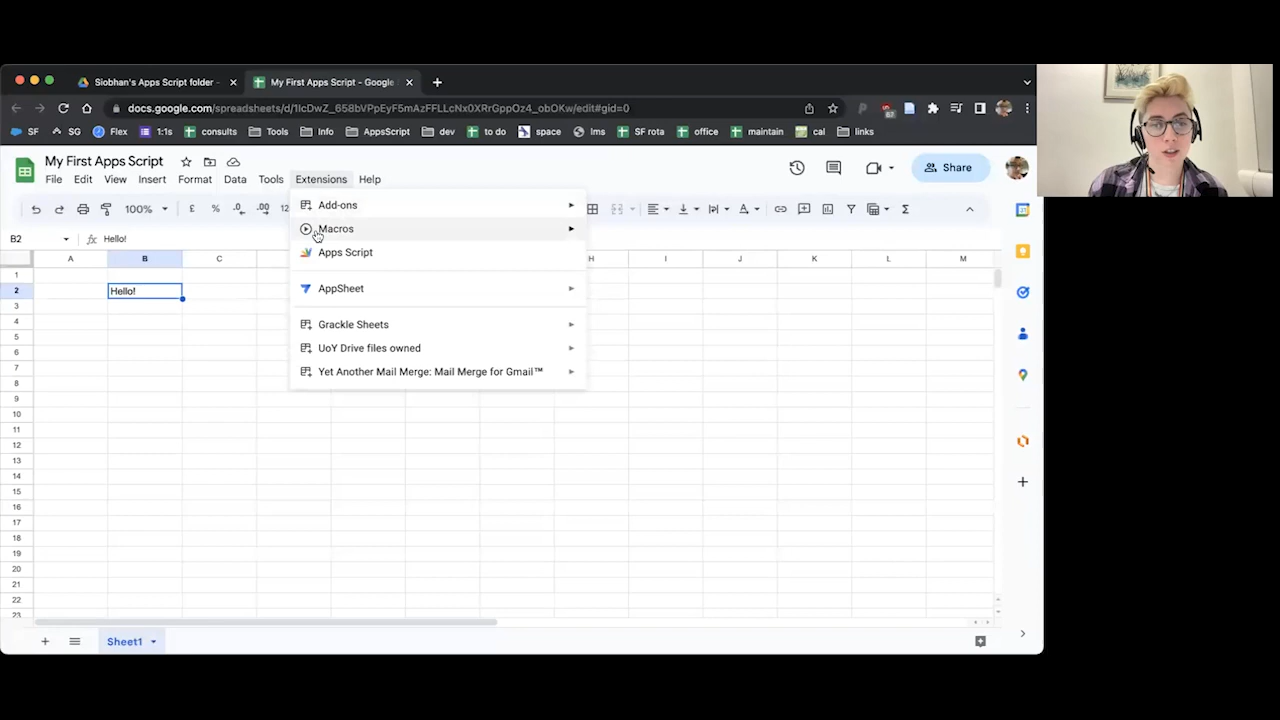 Siobhan's Apps Script folder -
My First Apps Script - Google
docs.google.com/spreadsheets/d/1IcDwZ_658bVPpEyF5mAzFFLLcNx0XRrGppOz4_obOKw/edit#gid=0
SF SG Flex 1:1s consults Tools Info AppsScript dev to do space lms SF rota office maintain cal links
My First Apps Script
Share
File Edit View Insert Format Data Tools Extensions Help
100% £ % .0 .00 12
Add-ons
Macros
Apps Script
AppSheet
Grackle Sheets
UoY Drive files owned
Yet Another Mail Merge: Mail Merge for Gmail™
B2 fx Hello!
A B C H I J K L M
1
2 Hello!
3
4
5
6
7
8
9
10
11
12
13
14
15
16
17
18
19
20
21
22
23
Sheet1